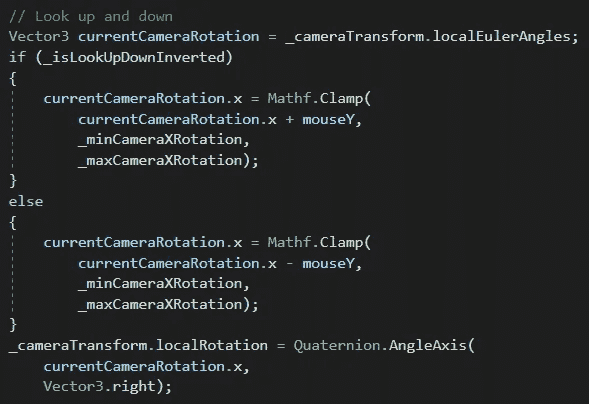 // Look up and down
Vector3 currentCameraRotation = _cameraTransform.localEulerAngles;
if (_isLookUpDownInverted)
{
    currentCameraRotation.x = Mathf.Clamp(
        currentCameraRotation.x + mouseY,
        _minCameraXRotation,
        _maxCameraXRotation);
}
else
{
    currentCameraRotation.x = Mathf.Clamp(
        currentCameraRotation.x - mouseY,
        _minCameraXRotation,
        _maxCameraXRotation);
}
_cameraTransform.localRotation = Quaternion.AngleAxis(
    currentCameraRotation.x,
    Vector3.right);